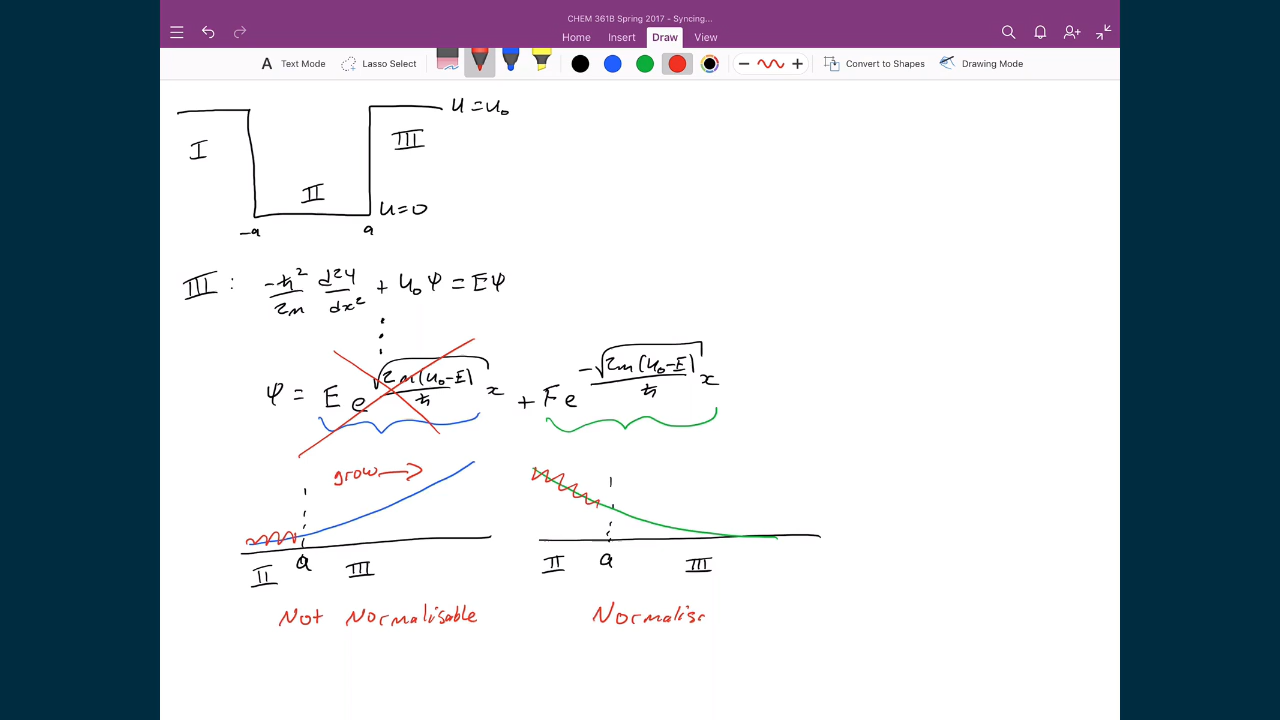 CHEM 361B Spring 2017 - Syncing...
Home Insert Draw View
Text Mode Lasso Select Convert to Shapes Drawing Mode
U = U₀
I III
II
U = 0
-a a
III : -ħ²/2m d²ψ/dx² + U₀ψ = Eψ
ψ = E e^(√(2m(U₀-E))/ħ x) + F e^(-√(2m(U₀-E))/ħ x)
grow →
II a III II a III
Not Normalisable Normalisc